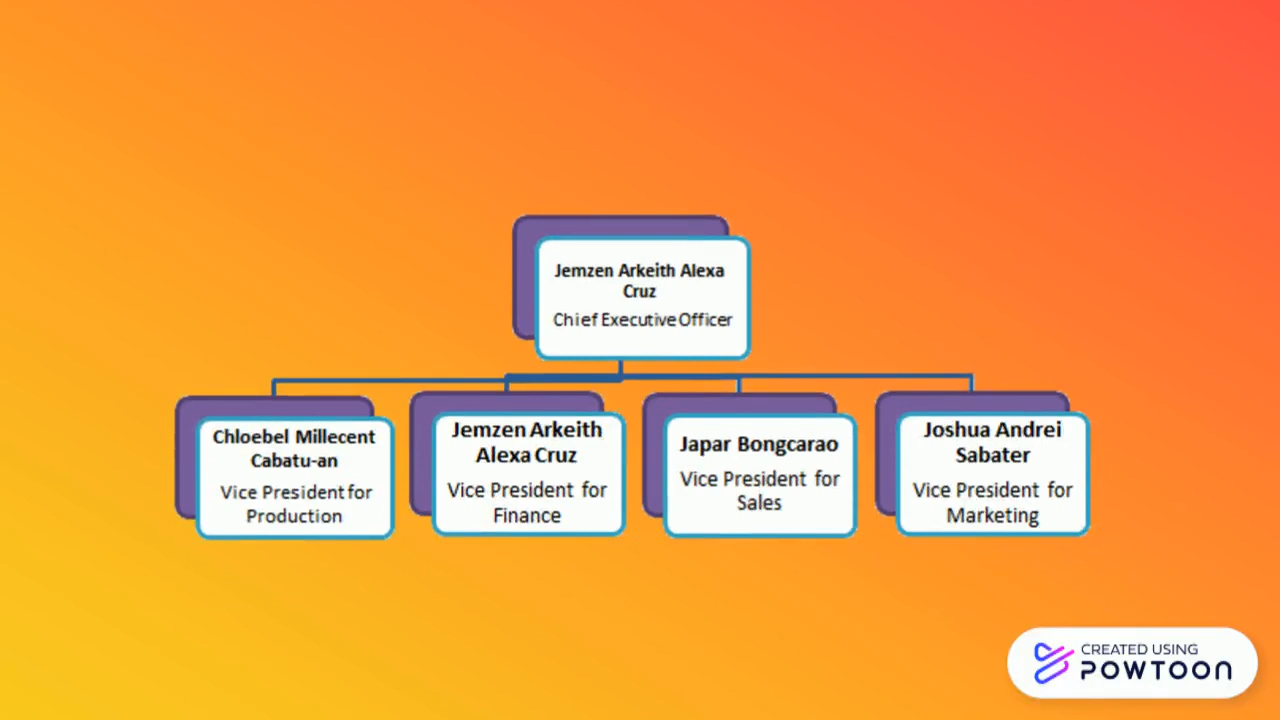 Jemzen Arkeith Alexa
Cruz
Chief Executive Officer
Chloebel Millecent
Cabatu-an
Vice President for
Production
Jemzen Arkeith
Alexa Cruz
Vice President for
Finance
Japar Bongcarao
Vice President for
Sales
Joshua Andrei
Sabater
Vice President for
Marketing
CREATED USING
POWTOON